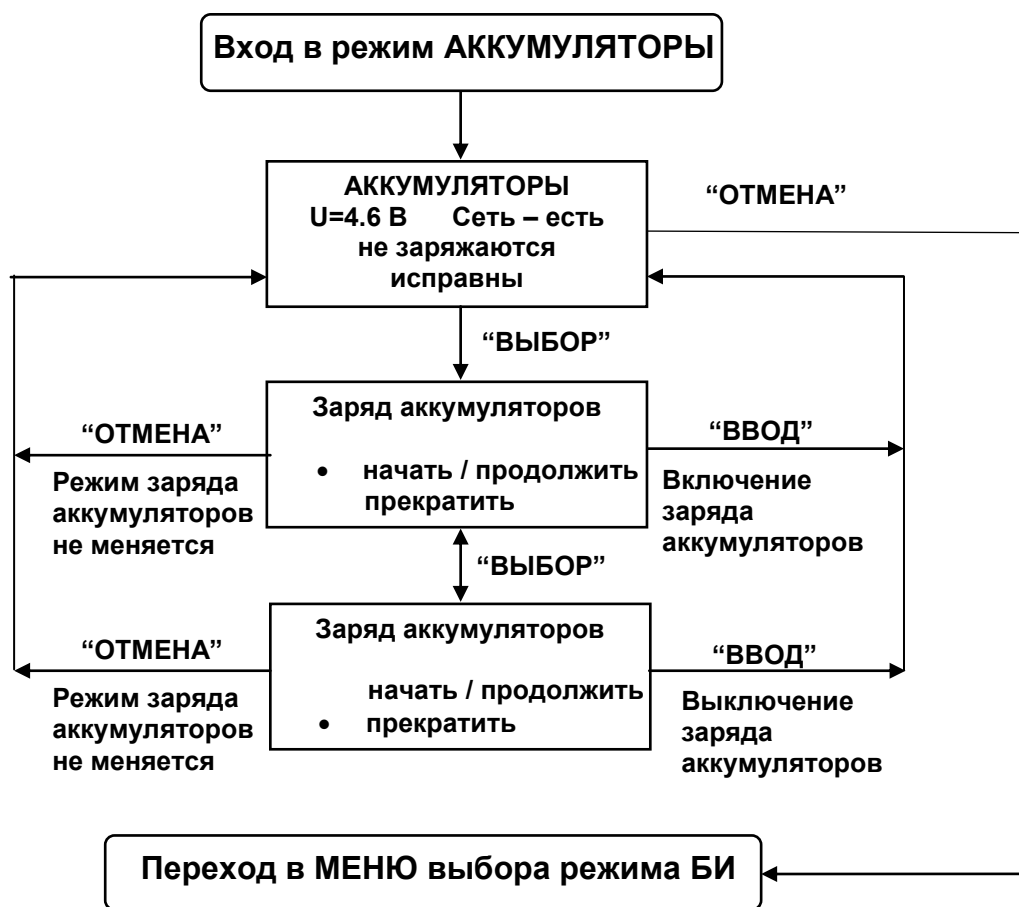 Вход в режим АККУМУЛЯТОРЫ
АККУМУЛЯТОРЫ
U=4.6 В Сеть – есть
не заряжаются
исправны
“ОТМЕНА”
“ВЫБОР”
Заряд аккумуляторов
• начать / продолжить
прекратить
“ОТМЕНА”
Режим заряда
аккумуляторов
не меняется
“ВВОД”
Включение
заряда
аккумуляторов
“ВЫБОР”
Заряд аккумуляторов
начать / продолжить
• прекратить
“ОТМЕНА”
Режим заряда
аккумуляторов
не меняется
“ВВОД”
Выключение
заряда
аккумуляторов
Переход в МЕНЮ выбора режима БИ